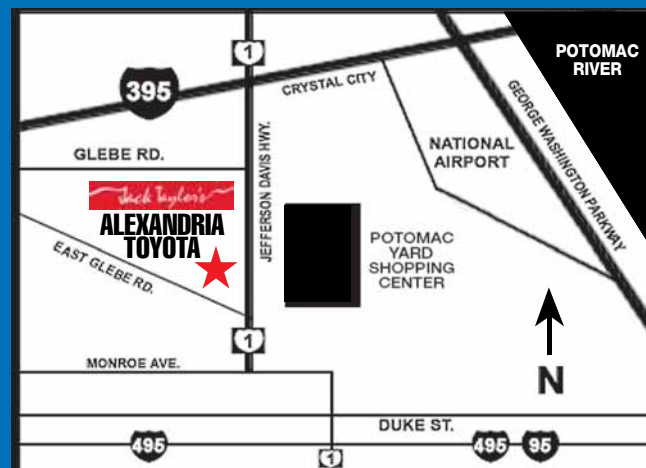 1
POTOMAC
RIVER
395
CRYSTAL CITY
GEORGE WASHINGTON PARKWAY
GLEBE RD.
NATIONAL
AIRPORT
Jack Taylor's
ALEXANDRIA
TOYOTA
JEFFERSON DAVIS HWY.
EAST GLEBE RD.
POTOMAC
YARD
SHOPPING
CENTER
1
MONROE AVE.
N
DUKE ST.
495
1
495
95